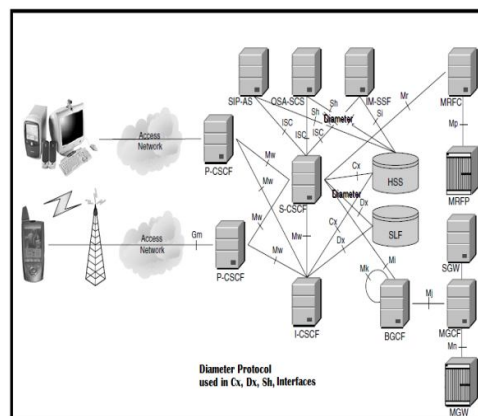 SIP-AS
OSA-SCS
IM-SSF
Mr
MRFC
ISC
Sh
Sh
Si
Diameter
ISC
ISC
Mp
Access
Network
P-CSCF
Mw
Mw
Cx
HSS
MRFP
S-CSCF
Diameter
Dx
Mw
Mw
Cx
SLF
SGW
Access
Network
Gm
P-CSCF
Mw
Dx
Mk
Mi
I-CSCF
BGCF
Mj
MGCF
Mn
Diameter Protocol
used in Cx, Dx, Sh, Interfaces
MGW